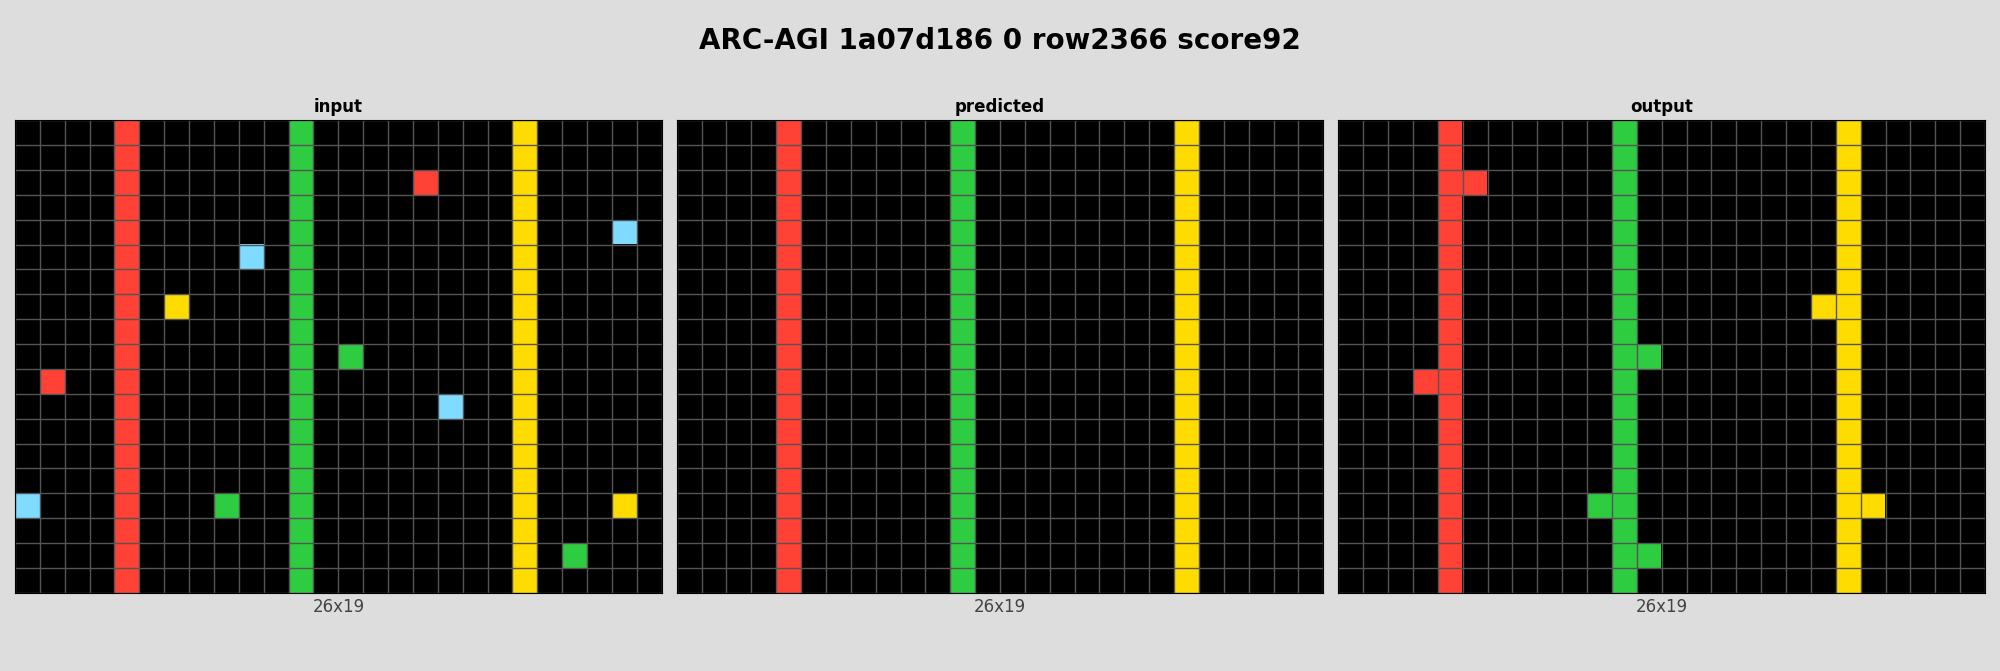 ARC-AGI 1a07d186 0 row2366 score92
input
predicted
output
26x19
26x19
26x19